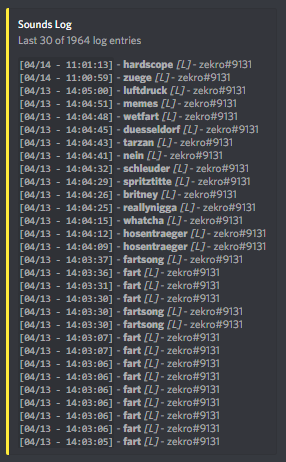 Sounds Log
Last 30 of 1964 log entries
[04/14 - 11:01:13] - hardscope [L] - zekro#9131
[04/14 - 11:00:59] - zuege [L] - zekro#9131
[04/13 - 14:05:00] - luftdruck [L] - zekro#9131
[04/13 - 14:04:51] - memes [L] - zekro#9131
[04/13 - 14:04:48] - wetfart [L] - zekro#9131
[04/13 - 14:04:45] - duesseldorf [L] - zekro#9131
[04/13 - 14:04:43] - tarzan [L] - zekro#9131
[04/13 - 14:04:41] - nein [L] - zekro#9131
[04/13 - 14:04:32] - schleuder [L] - zekro#9131
[04/13 - 14:04:29] - spritztitte [L] - zekro#9131
[04/13 - 14:04:26] - britney [L] - zekro#9131
[04/13 - 14:04:25] - reallynigga [L] - zekro#9131
[04/13 - 14:04:15] - whatcha [L] - zekro#9131
[04/13 - 14:04:12] - hosentraeger [L] - zekro#9131
[04/13 - 14:04:09] - hosentraeger [L] - zekro#9131
[04/13 - 14:03:37] - fartsong [L] - zekro#9131
[04/13 - 14:03:36] - fart [L] - zekro#9131
[04/13 - 14:03:31] - fart [L] - zekro#9131
[04/13 - 14:03:30] - fart [L] - zekro#9131
[04/13 - 14:03:30] - fartsong [L] - zekro#9131
[04/13 - 14:03:30] - fartsong [L] - zekro#9131
[04/13 - 14:03:07] - fart [L] - zekro#9131
[04/13 - 14:03:07] - fart [L] - zekro#9131
[04/13 - 14:03:06] - fart [L] - zekro#9131
[04/13 - 14:03:06] - fart [L] - zekro#9131
[04/13 - 14:03:06] - fart [L] - zekro#9131
[04/13 - 14:03:06] - fart [L] - zekro#9131
[04/13 - 14:03:06] - fart [L] - zekro#9131
[04/13 - 14:03:06] - fart [L] - zekro#9131
[04/13 - 14:03:05] - fart [L] - zekro#9131